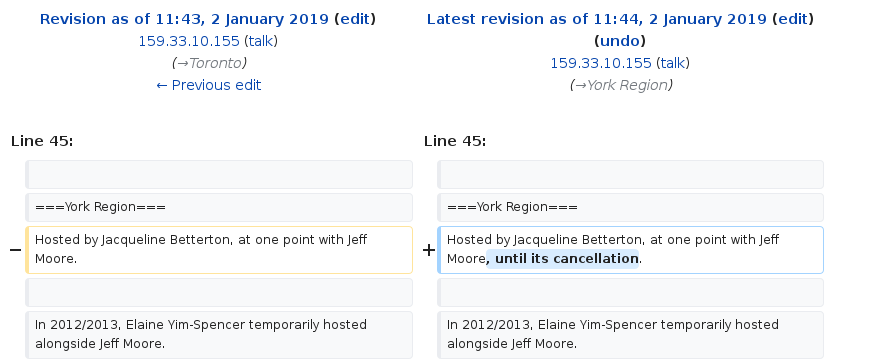 Revision as of 11:43, 2 January 2019 (edit)
159.33.10.155 (talk)
(→Toronto)
← Previous edit
Latest revision as of 11:44, 2 January 2019 (edit)
(undo)
159.33.10.155 (talk)
(→York Region)
Line 45:
Line 45:
===York Region===
===York Region===
− Hosted by Jacqueline Betterton, at one point with Jeff
Moore.
+ Hosted by Jacqueline Betterton, at one point with Jeff
Moore, until its cancellation.
In 2012/2013, Elaine Yim-Spencer temporarily hosted
alongside Jeff Moore.
In 2012/2013, Elaine Yim-Spencer temporarily hosted
alongside Jeff Moore.